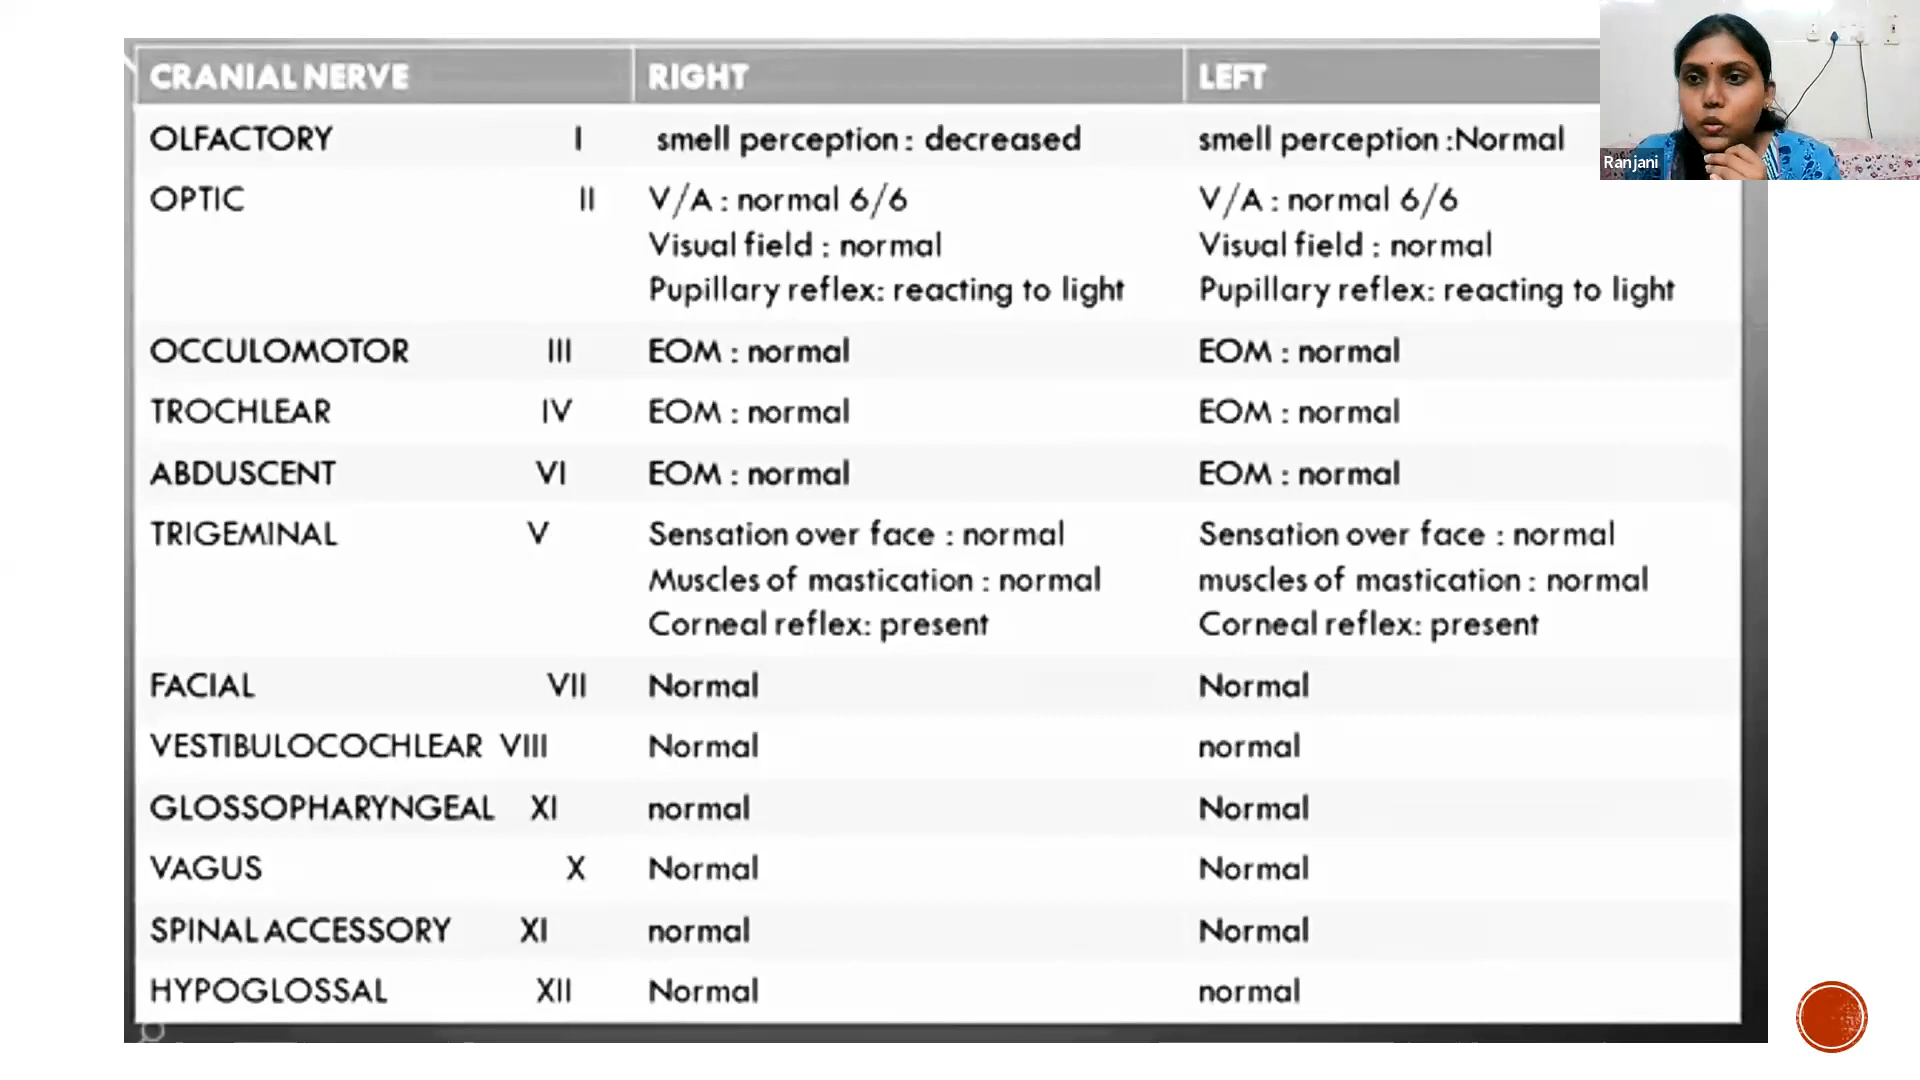 CRANIAL NERVE RIGHT LEFT
OLFACTORY I smell perception : decreased smell perception :Normal
OPTIC II V/A : normal 6/6 V/A : normal 6/6
Visual field : normal Visual field : normal
Pupillary reflex: reacting to light Pupillary reflex: reacting to light
OCCULOMOTOR III EOM : normal EOM : normal
TROCHLEAR IV EOM : normal EOM : normal
ABDUSCENT VI EOM : normal EOM : normal
TRIGEMINAL V Sensation over face : normal Sensation over face : normal
Muscles of mastication : normal muscles of mastication : normal
Corneal reflex: present Corneal reflex: present
FACIAL VII Normal Normal
VESTIBULOCOCHLEAR VIII Normal normal
GLOSSOPHARYNGEAL XI normal Normal
VAGUS X Normal Normal
SPINAL ACCESSORY XI normal Normal
HYPOGLOSSAL XII Normal normal
Ranjani